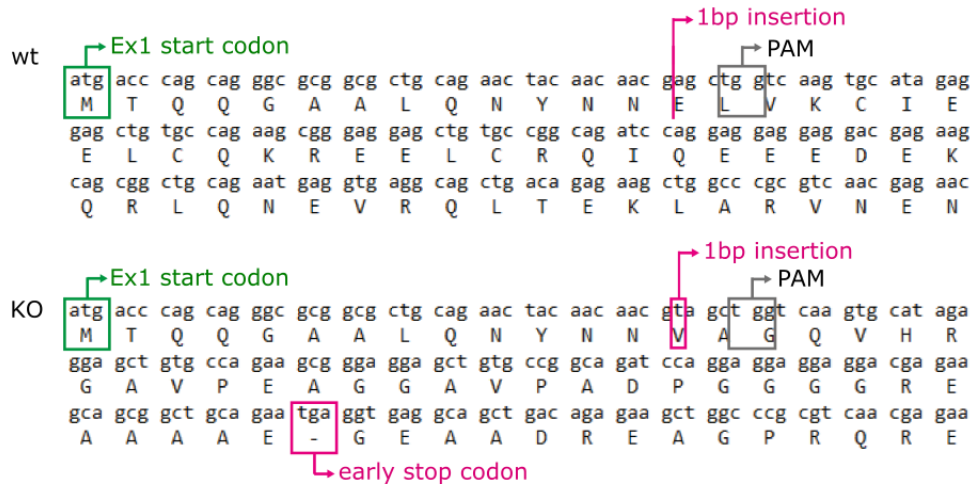 1bp insertion
Ex1 start codon
PAM
wt
atg acc cag cag ggc gcg gcg ctg cag aac tac aac aac gag ctg gtc aag tgc ata gag
M T Q Q G A A L Q N Y N N E L V K C I E
gag ctg tgc cag aag cgg gag gag ctg tgc cgg cag atc cag gag gag gag gac gag aag
E L C Q K R E E L C R Q I Q E E E D E K
cag cgg ctg cag aat gag gtg agg cag ctg aca gag aag ctg gcc cgc gtc aac gag aac
Q R L Q N E V R Q L T E K L A R V N E N
1bp insertion
Ex1 start codon
PAM
KO
atg acc cag cag ggc gcg gcg ctg cag aac tac aac aac gta gct ggt caa gtg cat aga
M T Q Q G A A L Q N Y N N V A G Q V H R
gga gct gtg cca gaa gcg gga gga gct gtg ccg gca gat cca gga gga gga gga cga gaa
G A V P E A G G A V P A D P G G G G R E
gca gcg gct gca gaa tga ggt gag gca gct gac aga gaa gct ggc ccg cgt caa cga gaa
A A A A E - G E A A D R E A G P R Q R E
early stop codon